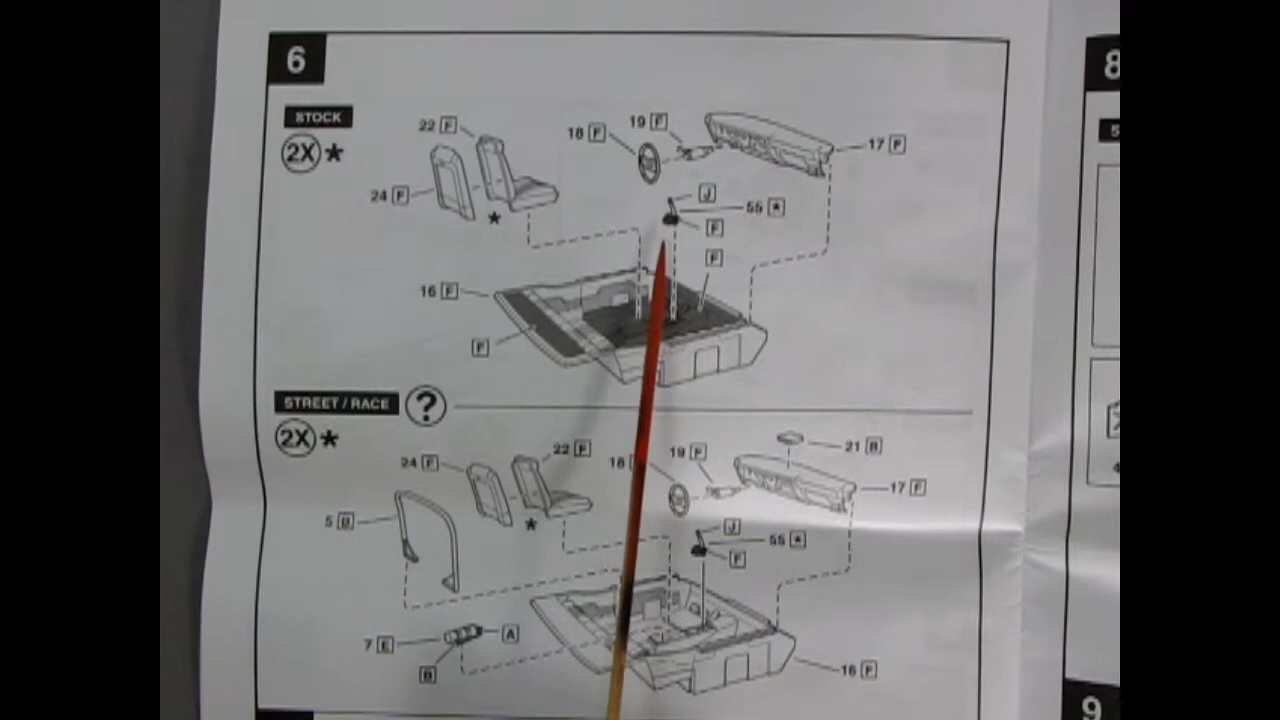 6
8
STOCK
5
2X *
22 F
19 F
18 F
17 F
24 F
J
55 *
*
F
F
16 F
F
STREET / RACE ?
2X *
21 B
22 F
19 F
24 F
18
17 F
5 B
*
J
55 *
F
7 E
A
B
16 F
9